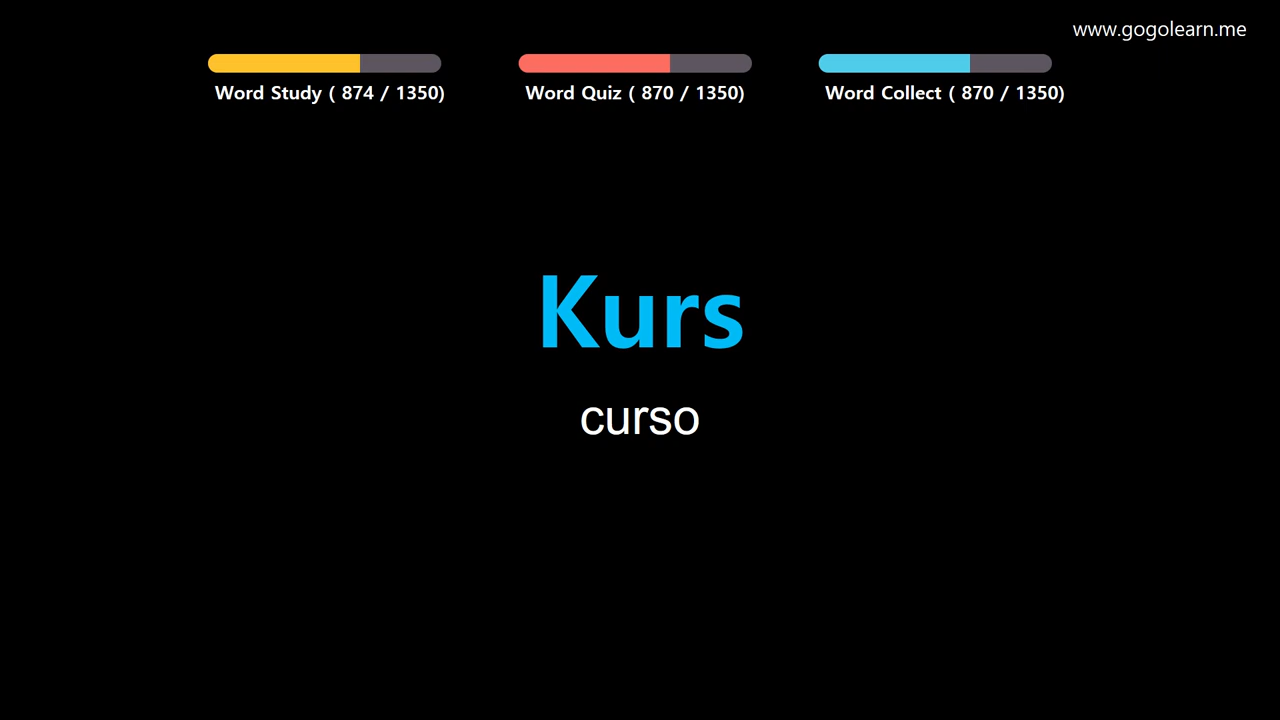 www.gogolearn.me
Word Study ( 874 / 1350)
Word Quiz ( 870 / 1350)
Word Collect ( 870 / 1350)
Kurs
curso